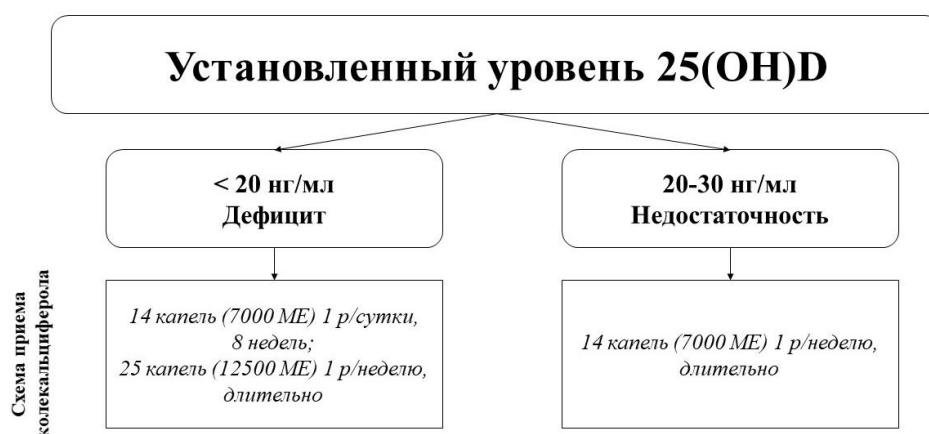 Установленный уровень 25(ОН)D
< 20 нг/мл
Дефицит
20-30 нг/мл
Недостаточность
Схема приема
колекальциферола
14 капель (7000 МЕ) 1 р/сутки,
8 недель;
25 капель (12500 МЕ) 1 р/неделю,
длительно
14 капель (7000 МЕ) 1 р/неделю,
длительно